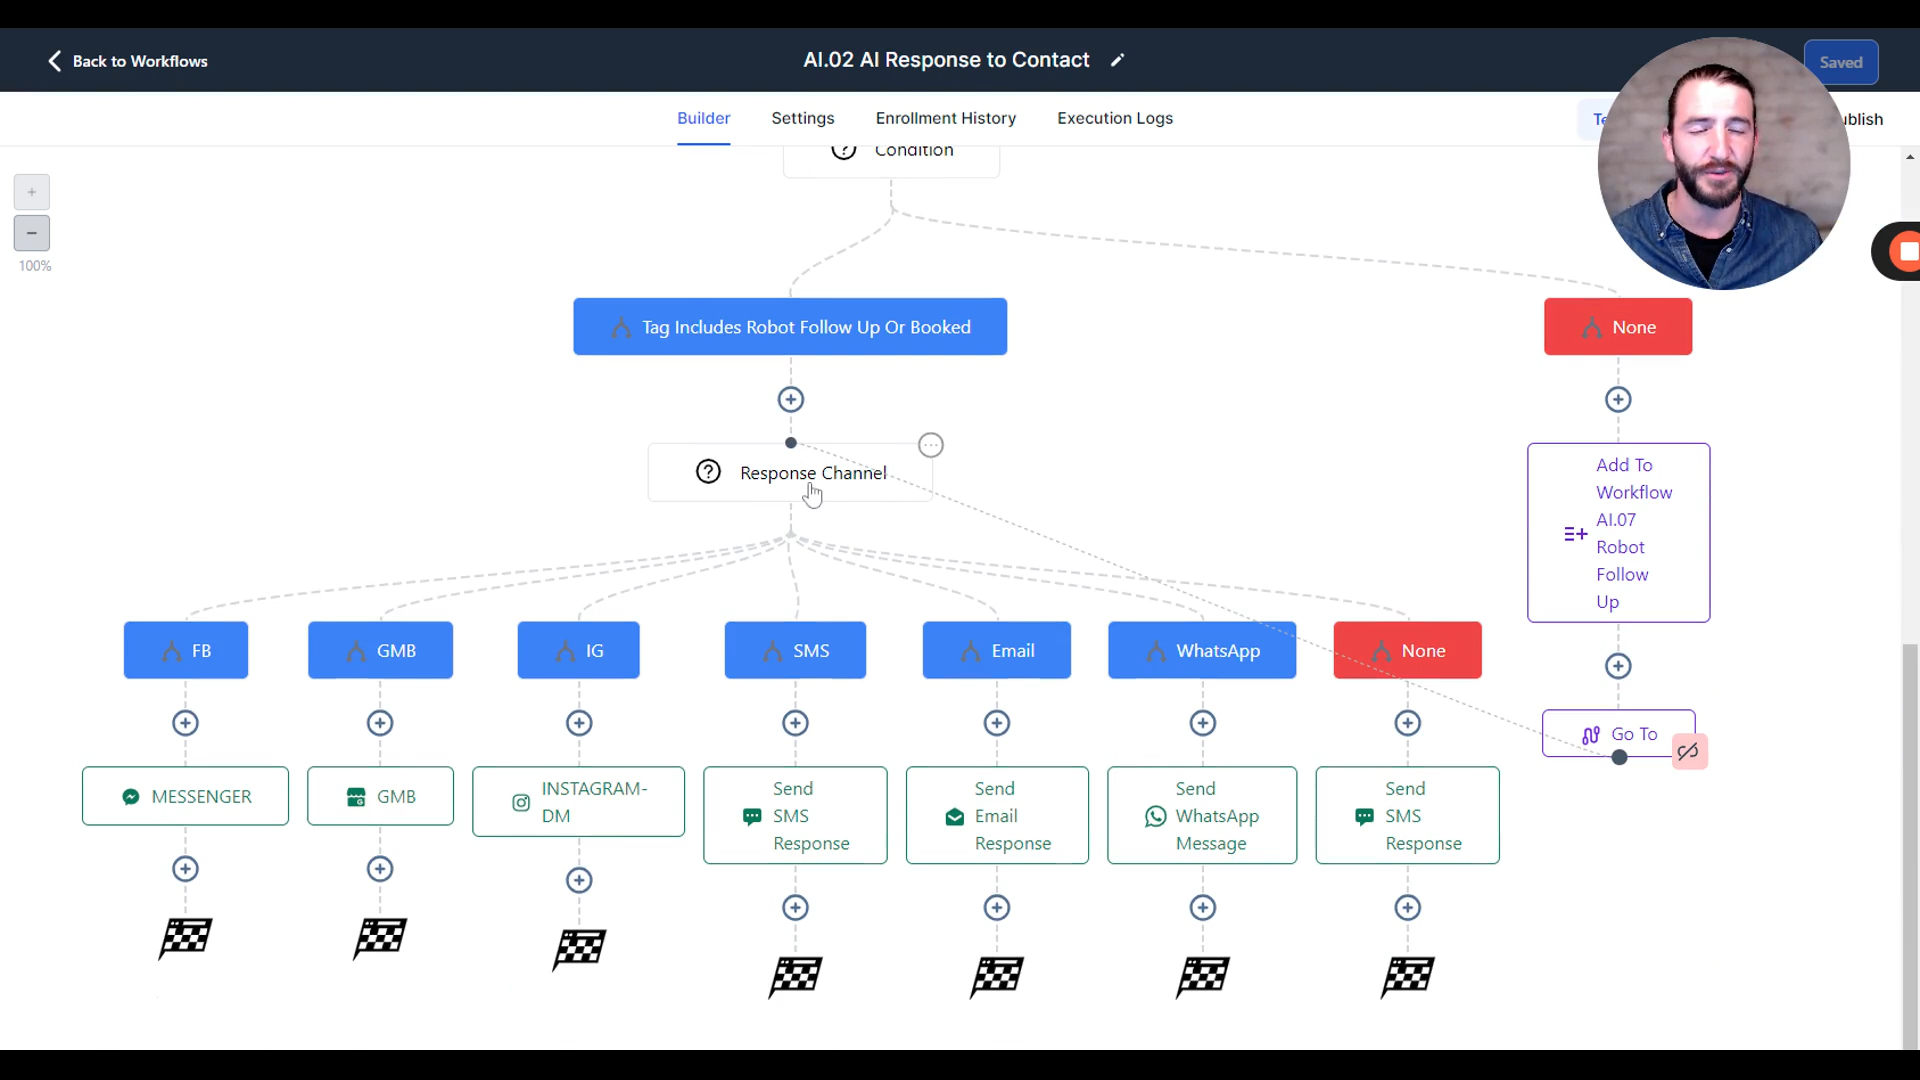 Back to Workflows
AI.02 AI Response to Contact
Saved
Builder
Settings
Enrollment History
Execution Logs
Te
ublish
Condition
100%
Tag Includes Robot Follow Up Or Booked
None
Response Channel
Add To
Workflow
AI.07
Robot
Follow
Up
FB
GMB
IG
SMS
Email
WhatsApp
None
Go To
MESSENGER
GMB
INSTAGRAM-
DM
Send
SMS
Response
Send
Email
Response
Send
WhatsApp
Message
Send
SMS
Response